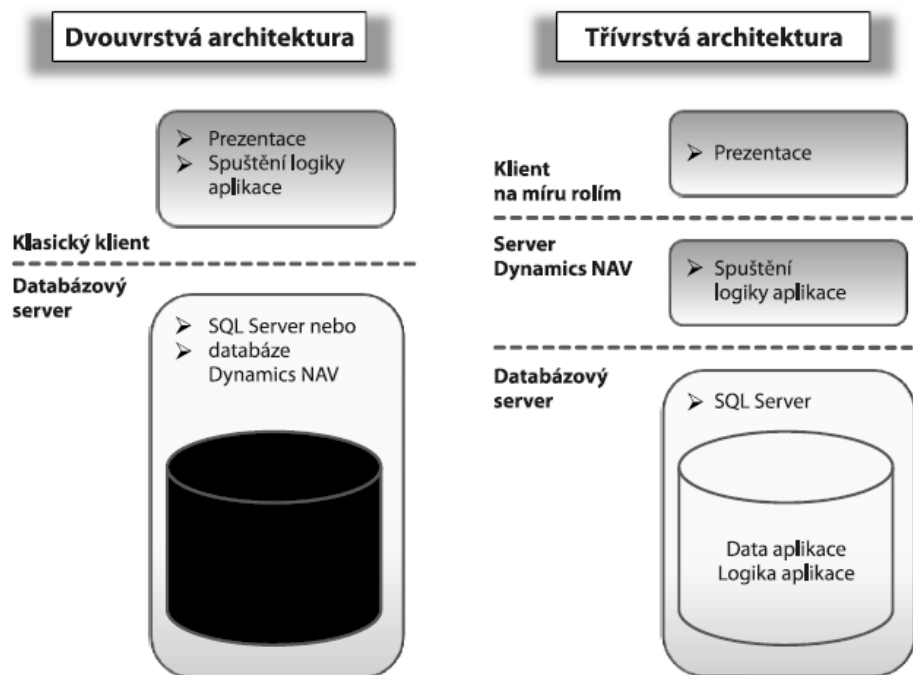 Dvouvrstvá architektura
➢ Prezentace
➢ Spuštění logiky
aplikace
Klasický klient
Databázový
server
➢ SQL Server nebo
➢ databáze
Dynamics NAV
Třívrstvá architektura
➢ Prezentace
Klient
na míru rolím
Server
Dynamics NAV
➢ Spuštění
logiky aplikace
Databázový
server
➢ SQL Server
Data aplikace
Logika aplikace